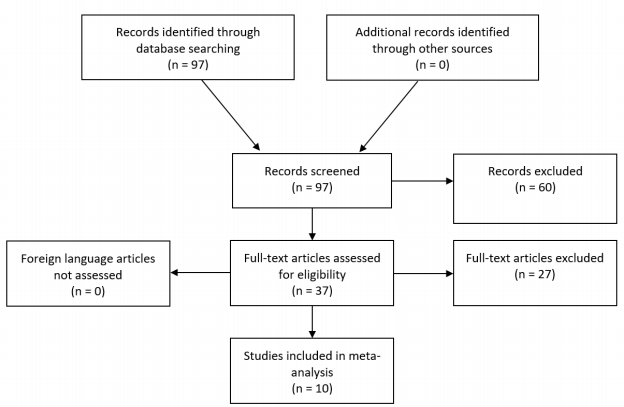 Records identified through
database searching
(n = 97)
Additional records identified
through other sources
(n = 0)
Records screened
(n = 97)
Records excluded
(n = 60)
Foreign language articles
not assessed
(n = 0)
Full-text articles assessed
for eligibility
(n = 37)
Full-text articles excluded
(n = 27)
Studies included in meta-
analysis
(n = 10)